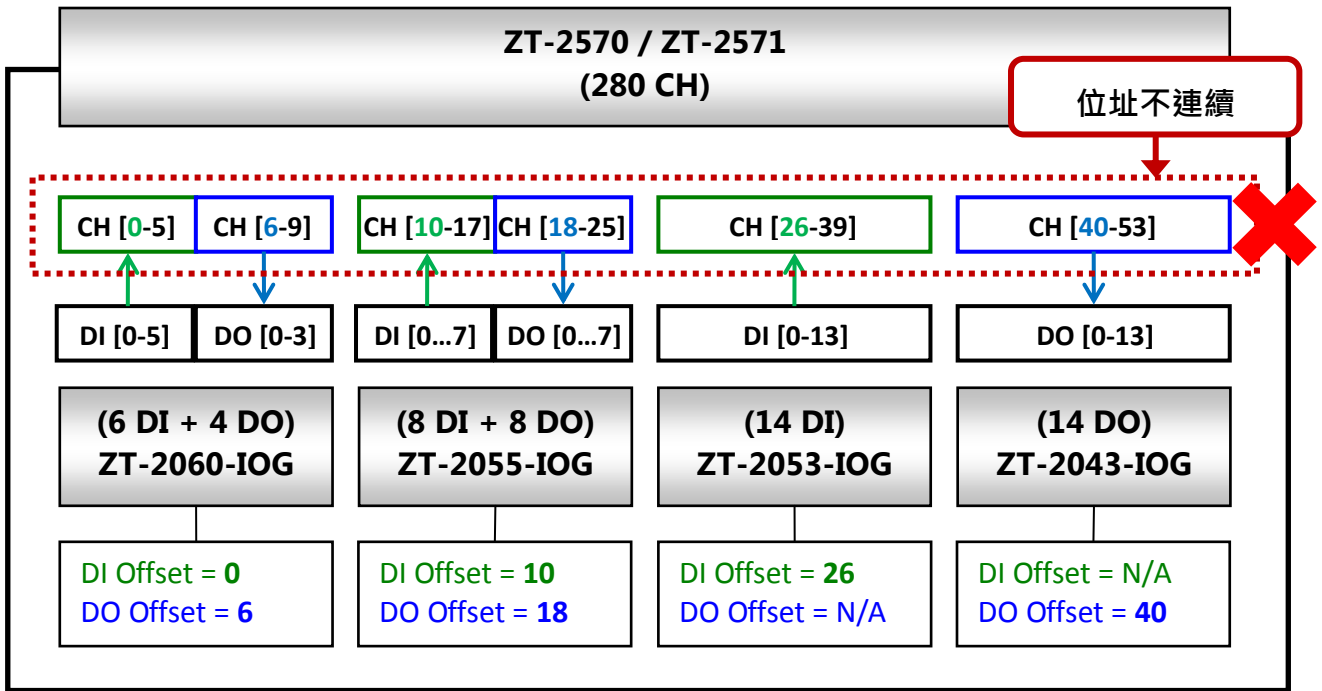 ZT-2570 / ZT-2571
(280 CH)
位址不連續
CH [0-5]
CH [6-9]
CH [10-17]
CH [18-25]
CH [26-39]
CH [40-53]
DI [0-5]
DO [0-3]
DI [0...7]
DO [0...7]
DI [0-13]
DO [0-13]
(6 DI + 4 DO)
ZT-2060-IOG
(8 DI + 8 DO)
ZT-2055-IOG
(14 DI)
ZT-2053-IOG
(14 DO)
ZT-2043-IOG
DI Offset = 0
DO Offset = 6
DI Offset = 10
DO Offset = 18
DI Offset = 26
DO Offset = N/A
DI Offset = N/A
DO Offset = 40